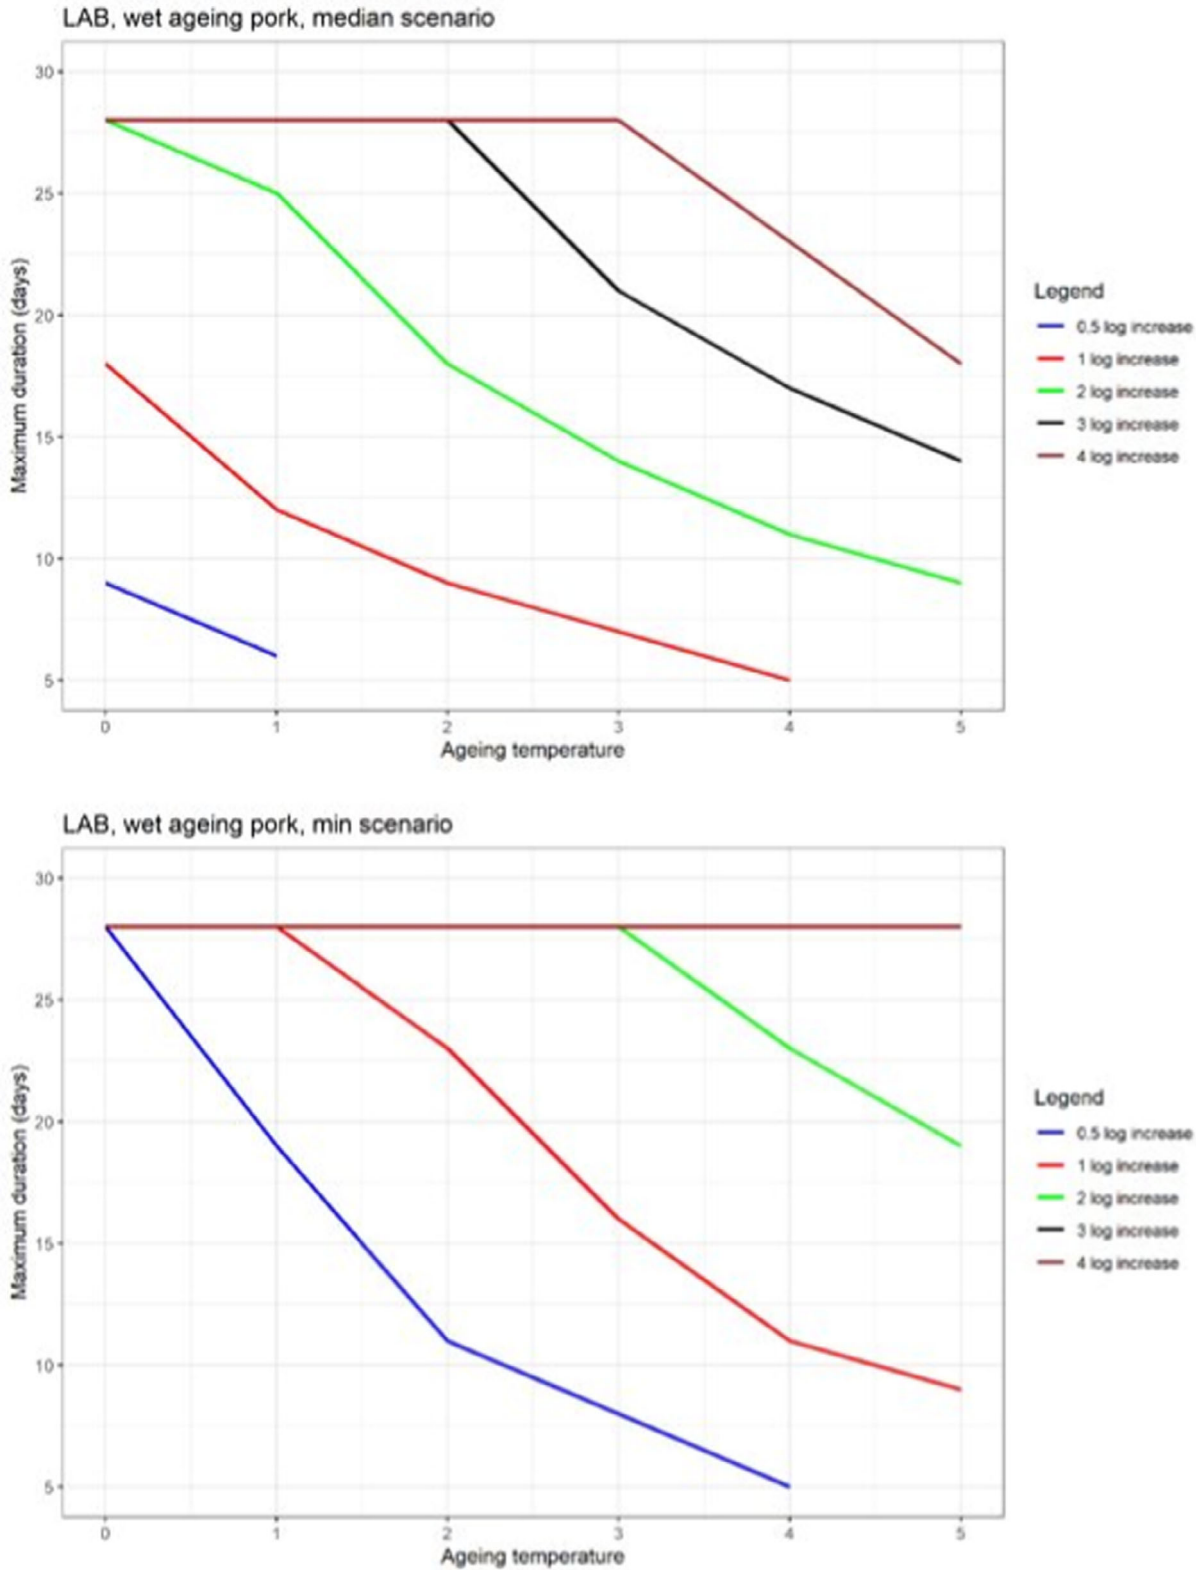 LAB, wet ageing pork, median scenario
30
25
20
15
10
5
Maximum duration (days)
0 1 2 3 4 5
Ageing temperature
Legend
0.5 log increase
1 log increase
2 log increase
3 log increase
4 log increase
LAB, wet ageing pork, min scenario
30
25
20
15
10
5
Maximum duration (days)
0 1 2 3 4 5
Ageing temperature
Legend
0.5 log increase
1 log increase
2 log increase
3 log increase
4 log increase